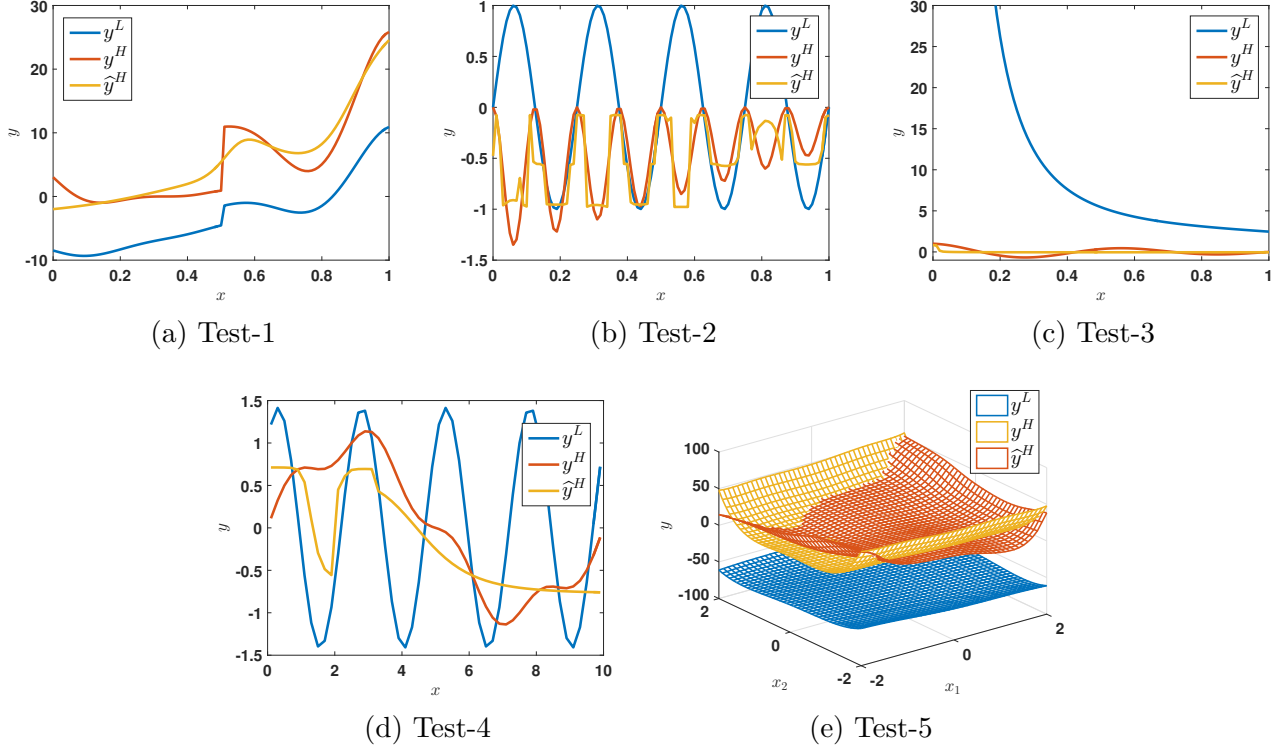 30
20
10
0
-10
y
0 0.2 0.4 0.6 0.8 1
x
y^L
y^H
ŷ^H
(a) Test-1
1
0.5
0
-0.5
-1
-1.5
y
0 0.2 0.4 0.6 0.8 1
x
y^L
y^H
ŷ^H
(b) Test-2
30
25
20
15
10
5
0
y
0 0.2 0.4 0.6 0.8 1
x
y^L
y^H
ŷ^H
(c) Test-3
1.5
1
0.5
0
-0.5
-1
-1.5
y
0 2 4 6 8 10
x
y^L
y^H
ŷ^H
(d) Test-4
100
50
0
-50
-100
y
2 0 -2
x_2
-2 0 2
x_1
y^L
y^H
ŷ^H
(e) Test-5